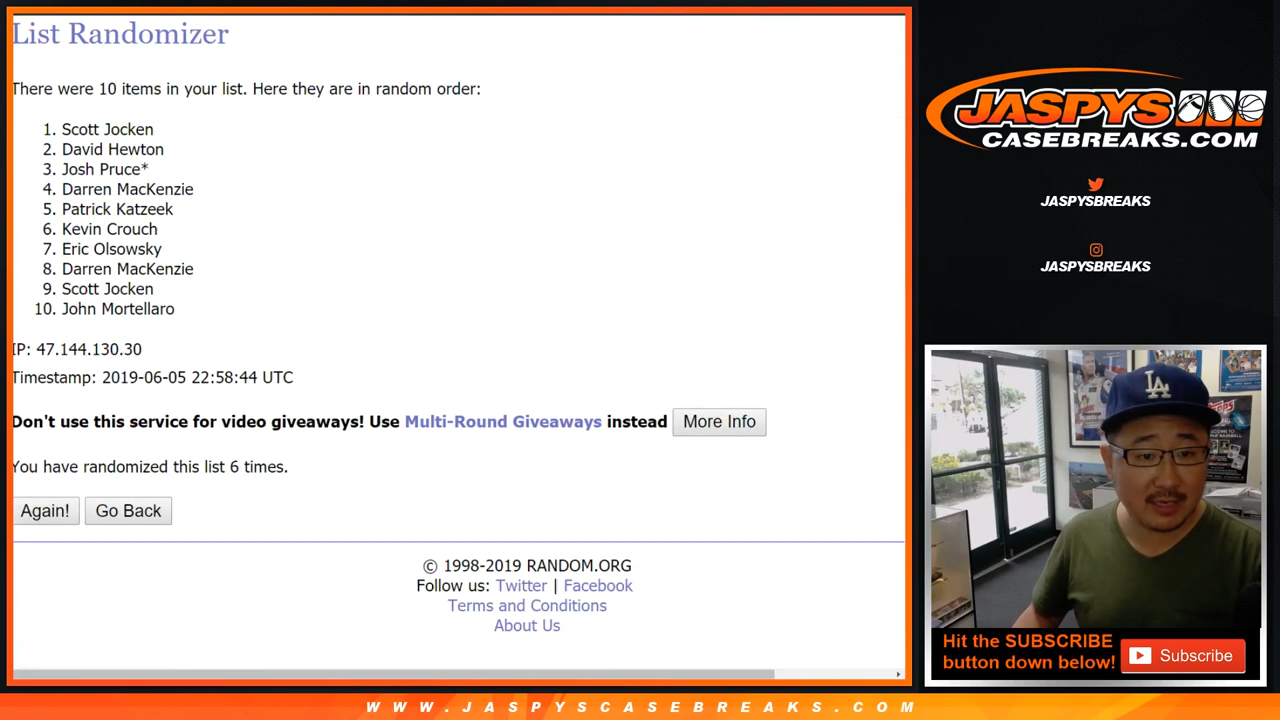 List Randomizer
There were 10 items in your list. Here they are in random order:
1. Scott Jocken
2. David Hewton
3. Josh Pruce*
4. Darren MacKenzie
5. Patrick Katzeek
6. Kevin Crouch
7. Eric Olsowsky
8. Darren MacKenzie
9. Scott Jocken
10. John Mortellaro
IP: 47.144.130.30
Timestamp: 2019-06-05 22:58:44 UTC
Don't use this service for video giveaways! Use Multi-Round Giveaways instead More Info
You have randomized this list 6 times.
Again! Go Back
© 1998-2019 RANDOM.ORG
Follow us: Twitter | Facebook
Terms and Conditions
About Us
JASPYS
CASEBREAKS.COM
JASPYSBREAKS
JASPYSBREAKS
LA
Hit the SUBSCRIBE
button down below!
Subscribe
WWW.JASPYSCASEBREAKS.COM